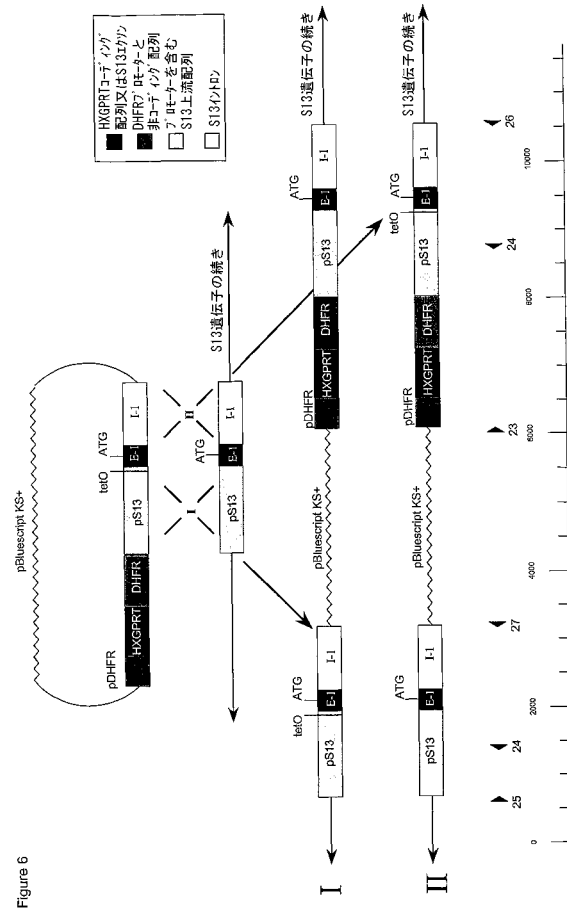 Figure 6
HXGPRTコーディング
配列又はS13エクソン
DHFRプロモーターと
非コーディング配列
プロモーターを含む
S13上流配列
S13イントロン
pBluescript KS+
pDHFR
HXGPRT
DHFR
pS13
tetO
ATG
E-1
I-1
I
II
pS13
ATG
E-1
I-1
S13遺伝子の続き
I
pS13
tetO
ATG
E-1
I-1
pBluescript KS+
pDHFR
HXGPRT
DHFR
pS13
ATG
E-1
I-1
S13遺伝子の続き
II
pS13
ATG
E-1
I-1
pBluescript KS+
pDHFR
HXGPRT
DHFR
pS13
tetO
ATG
E-1
I-1
S13遺伝子の続き
25
24
27
23
24
26
0
2000
4000
6000
8000
10000